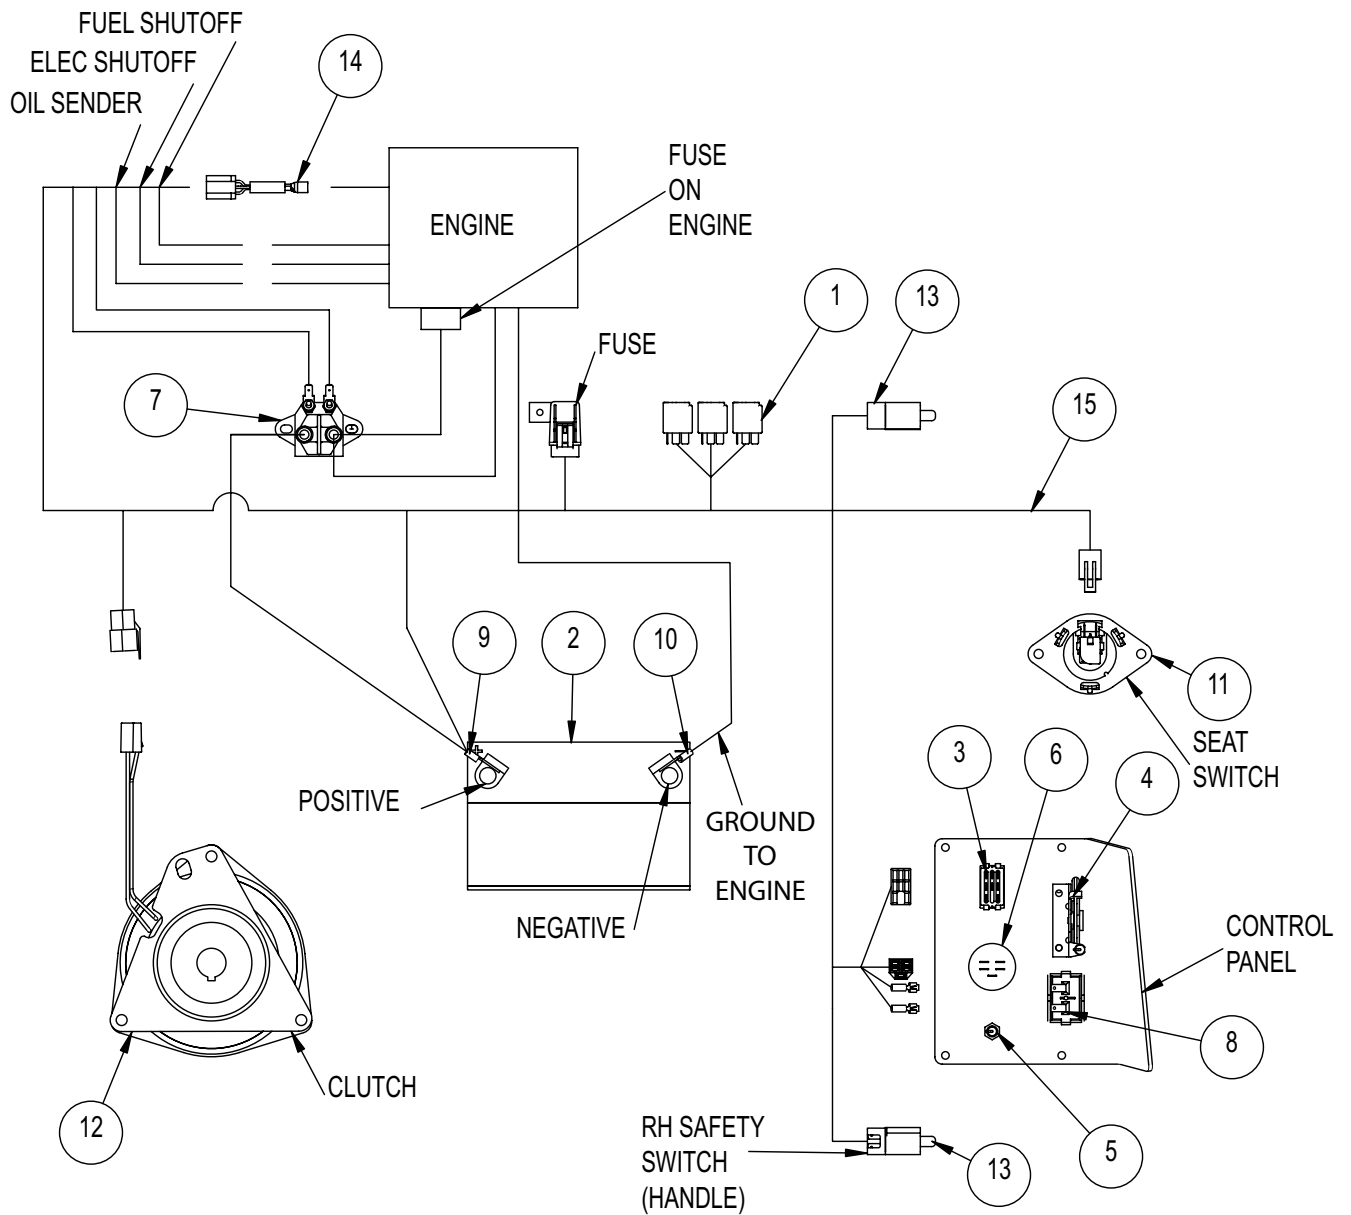 FUEL SHUTOFF
ELEC SHUTOFF
OIL SENDER
14
ENGINE
FUSE
ON
ENGINE
1
13
FUSE
7
15
9
2
10
11
SEAT
SWITCH
3
6
4
+
−
POSITIVE
GROUND
TO
ENGINE
NEGATIVE
CONTROL
PANEL
8
CLUTCH
12
RH SAFETY
SWITCH
(HANDLE)
13
5